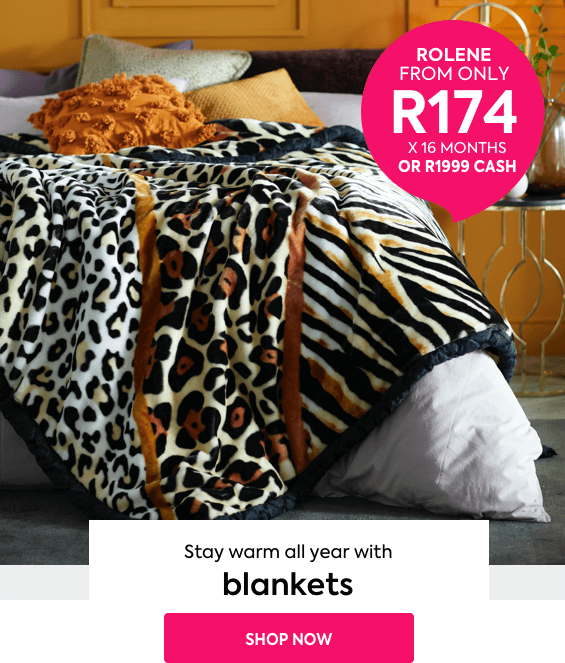 ROLENE
FROM ONLY
R174
X 16 MONTHS
OR R1999 CASH
Stay warm all year with
blankets
SHOP NOW